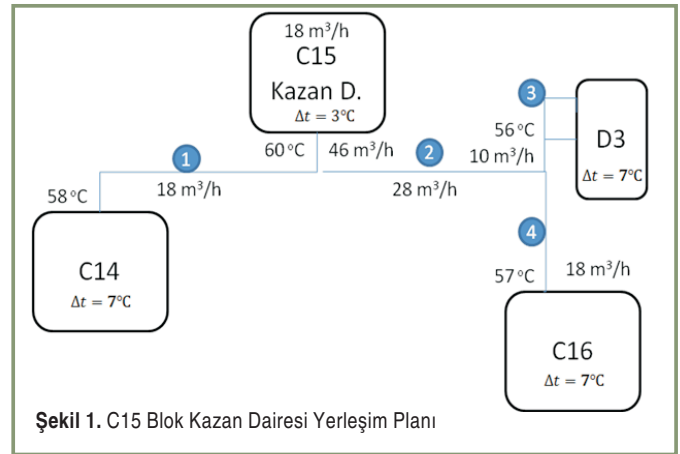 18 m³/h
C15
Kazan D.
Δt = 3°C
60 °C
46 m³/h
1
2
3
4
18 m³/h
28 m³/h
56 °C
10 m³/h
D3
Δt = 7°C
58 °C
C14
Δt = 7°C
57 °C
18 m³/h
C16
Δt = 7°C
Şekil 1. C15 Blok Kazan Dairesi Yerleşim Planı